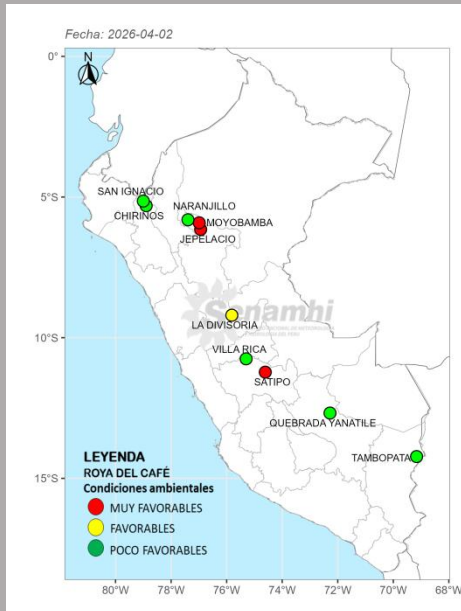 Fecha: 2026-04-02
0°
N
SAN IGNACIO
NARANJILLO
5°S
CHIRINOS
MOYOBAMBA
JEPELACIO
Senamhi
LA DIVISORIA
10°S
VILLA RICA
SATIPO
QUEBRADA YANATILE
TAMBOPATA
LEYENDA
15°S
ROYA DEL CAFÉ
Condiciones ambientales
MUY FAVORABLES
FAVORABLES
POCO FAVORABLES
80°W 78°W 76°W 74°W 72°W 70°W 68°W